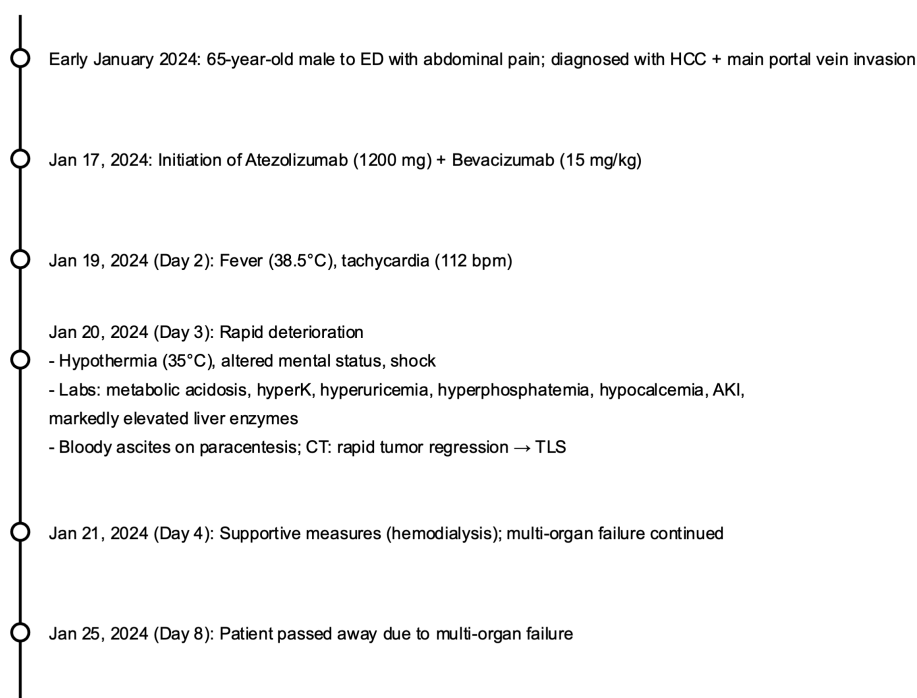 Early January 2024: 65-year-old male to ED with abdominal pain; diagnosed with HCC + main portal vein invasion
Jan 17, 2024: Initiation of Atezolizumab (1200 mg) + Bevacizumab (15 mg/kg)
Jan 19, 2024 (Day 2): Fever (38.5°C), tachycardia (112 bpm)
Jan 20, 2024 (Day 3): Rapid deterioration
- Hypothermia (35°C), altered mental status, shock
- Labs: metabolic acidosis, hyperK, hyperuricemia, hyperphosphatemia, hypocalcemia, AKI,
markedly elevated liver enzymes
- Bloody ascites on paracentesis; CT: rapid tumor regression → TLS
Jan 21, 2024 (Day 4): Supportive measures (hemodialysis); multi-organ failure continued
Jan 25, 2024 (Day 8): Patient passed away due to multi-organ failure